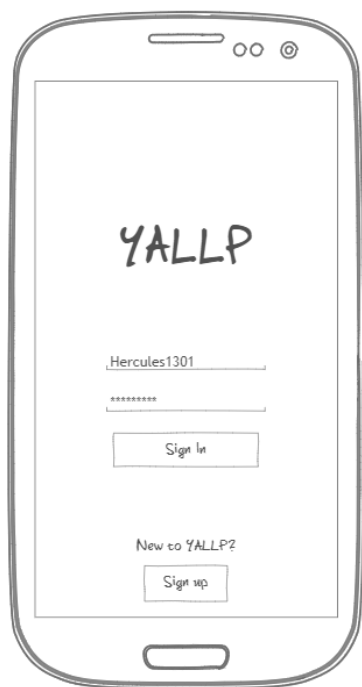 YALLP
Hercules1301
*********
Sign In
New to YALLP?
Sign up